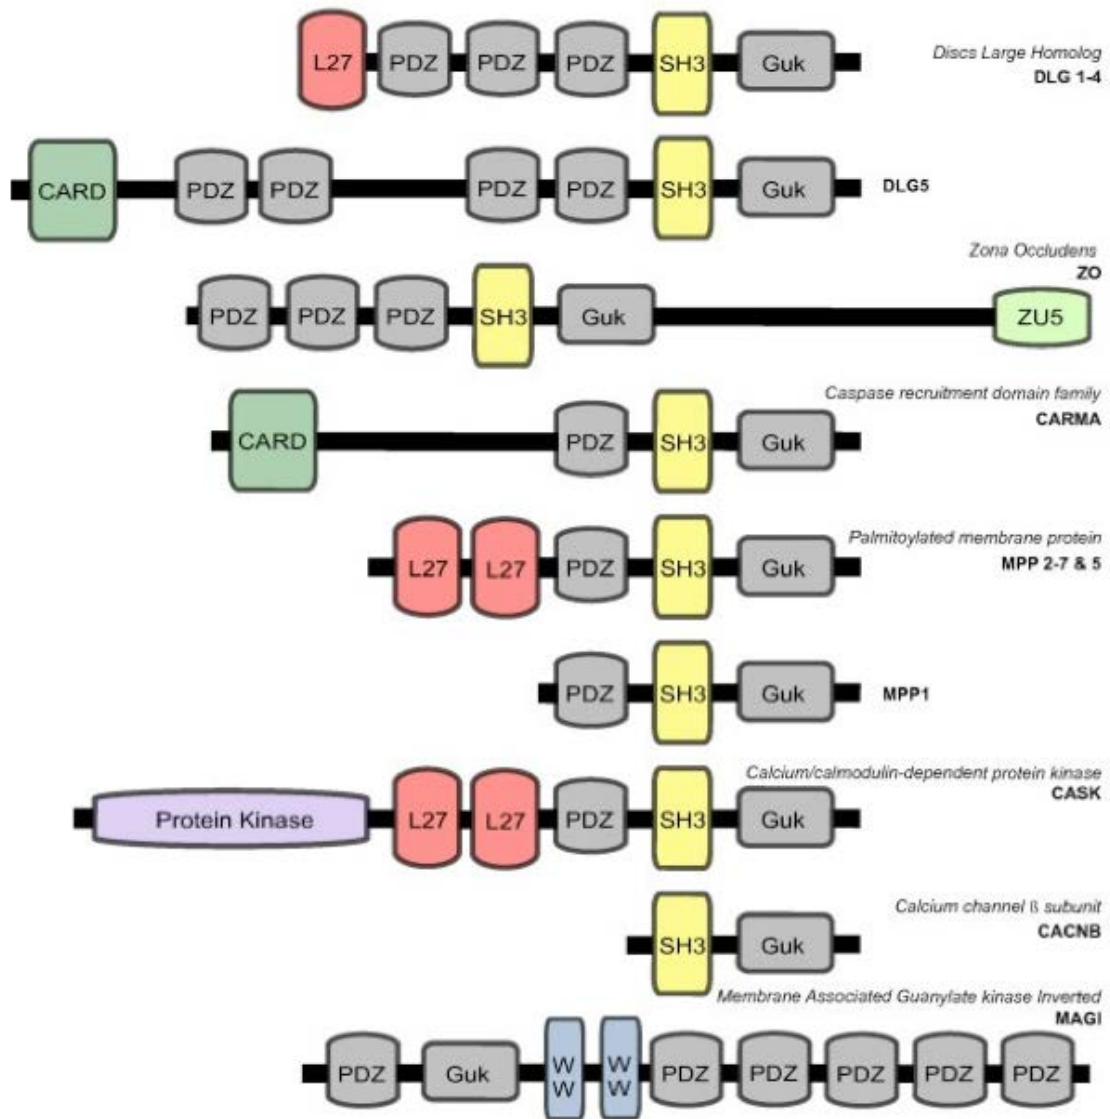 Discs Large Homolog
DLG 1-4
L27 PDZ PDZ PDZ SH3 Guk
DLG5
CARD PDZ PDZ PDZ PDZ SH3 Guk
Zona Occludens
ZO
PDZ PDZ PDZ SH3 Guk ZU5
Caspase recruitment domain family
CARMA
CARD PDZ SH3 Guk
Palmitoylated membrane protein
MPP 2-7 & 5
L27 L27 PDZ SH3 Guk
PDZ SH3 Guk MPP1
Calcium/calmodulin-dependent protein kinase
CASK
Protein Kinase L27 L27 PDZ SH3 Guk
Calcium channel ß subunit
CACNB
SH3 Guk
Membrane Associated Guanylate kinase Inverted
MAGI
PDZ Guk WW WW PDZ PDZ PDZ PDZ PDZ